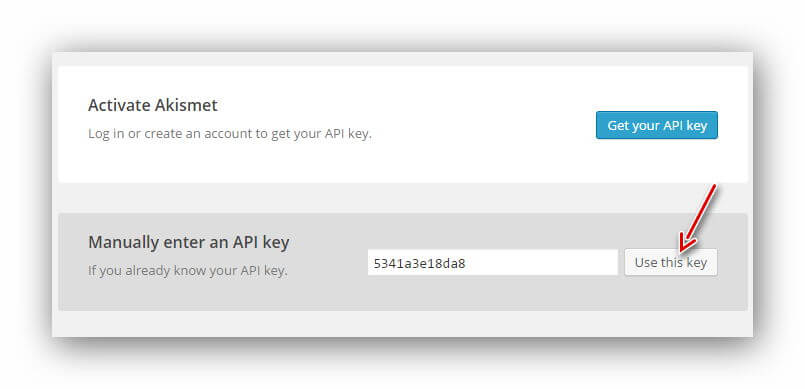 Activate Akismet
Log in or create an account to get your API key.
Get your API key
Manually enter an API key
If you already know your API key.
5341a3e18da8
Use this key